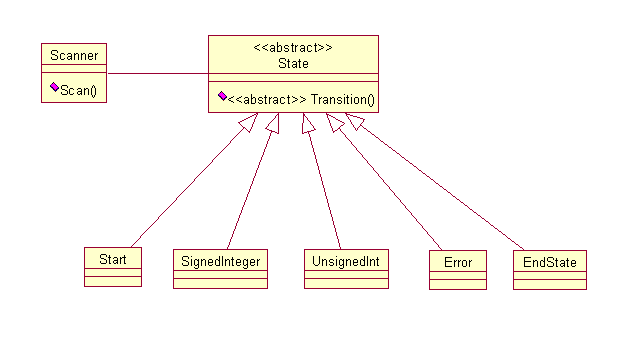 Scanner
Scan()
<<abstract>>
State
<<abstract>> Transition()
Start
SignedInteger
UnsignedInt
Error
EndState